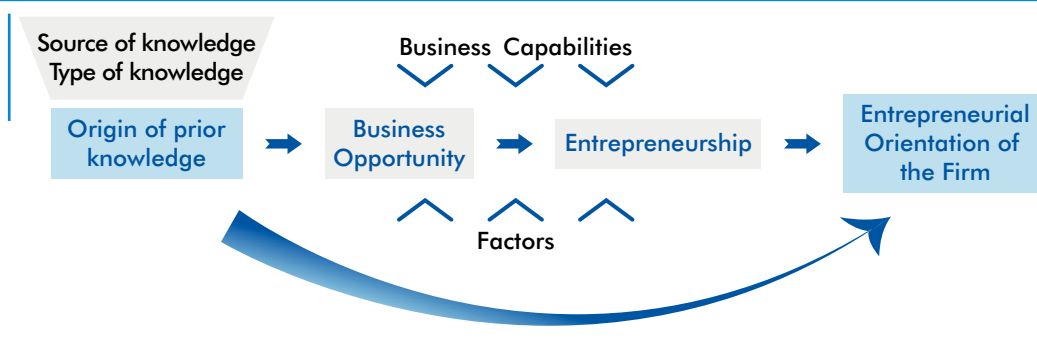 Source of knowledge
Type of knowledge
Business Capabilities
Origin of prior
knowledge
Business
Opportunity
Entrepreneurship
Entrepreneurial
Orientation of
the Firm
Factors